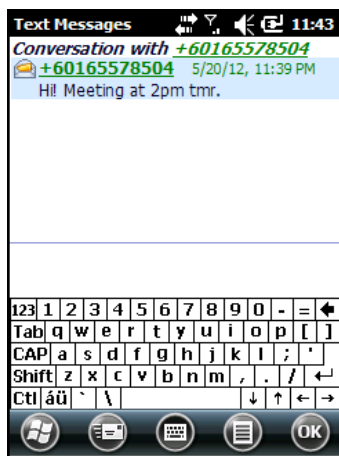 Text Messages 11:43
Conversation with +60165578504
+60165578504 5/20/12, 11:39 PM
Hi! Meeting at 2pm tmr.
123 1 2 3 4 5 6 7 8 9 0 - =
Tab q w e r t y u i o p [ ]
CAP a s d f g h j k l ; '
Shift z x c v b n m , . /
Ctl áü ` \ ↓ ↑ ← →
OK